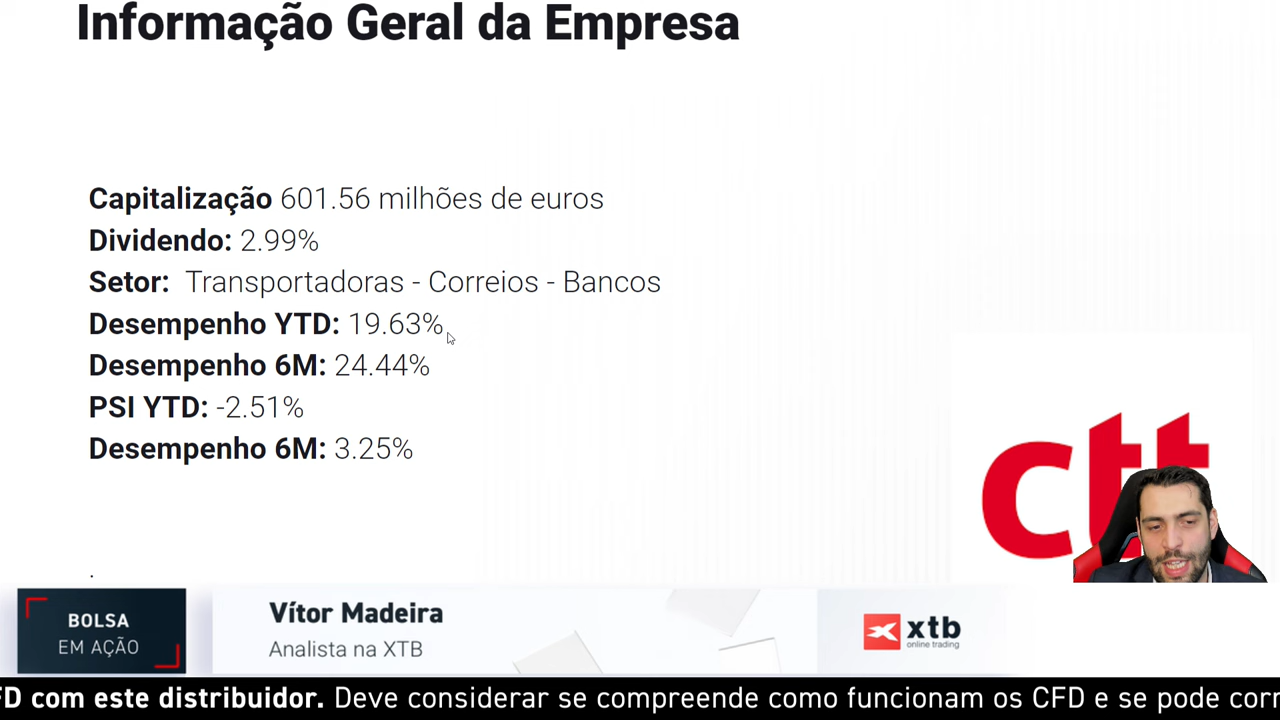 Informação Geral da Empresa
Capitalização 601.56 milhões de euros
Dividendo: 2.99%
Setor: Transportadoras - Correios - Bancos
Desempenho YTD: 19.63%
Desempenho 6M: 24.44%
PSI YTD: -2.51%
Desempenho 6M: 3.25%
ctt
.
BOLSA
EM AÇÃO
Vítor Madeira
Analista na XTB
xtb
online trading
FD com este distribuidor. Deve considerar se compreende como funcionam os CFD e se pode corr